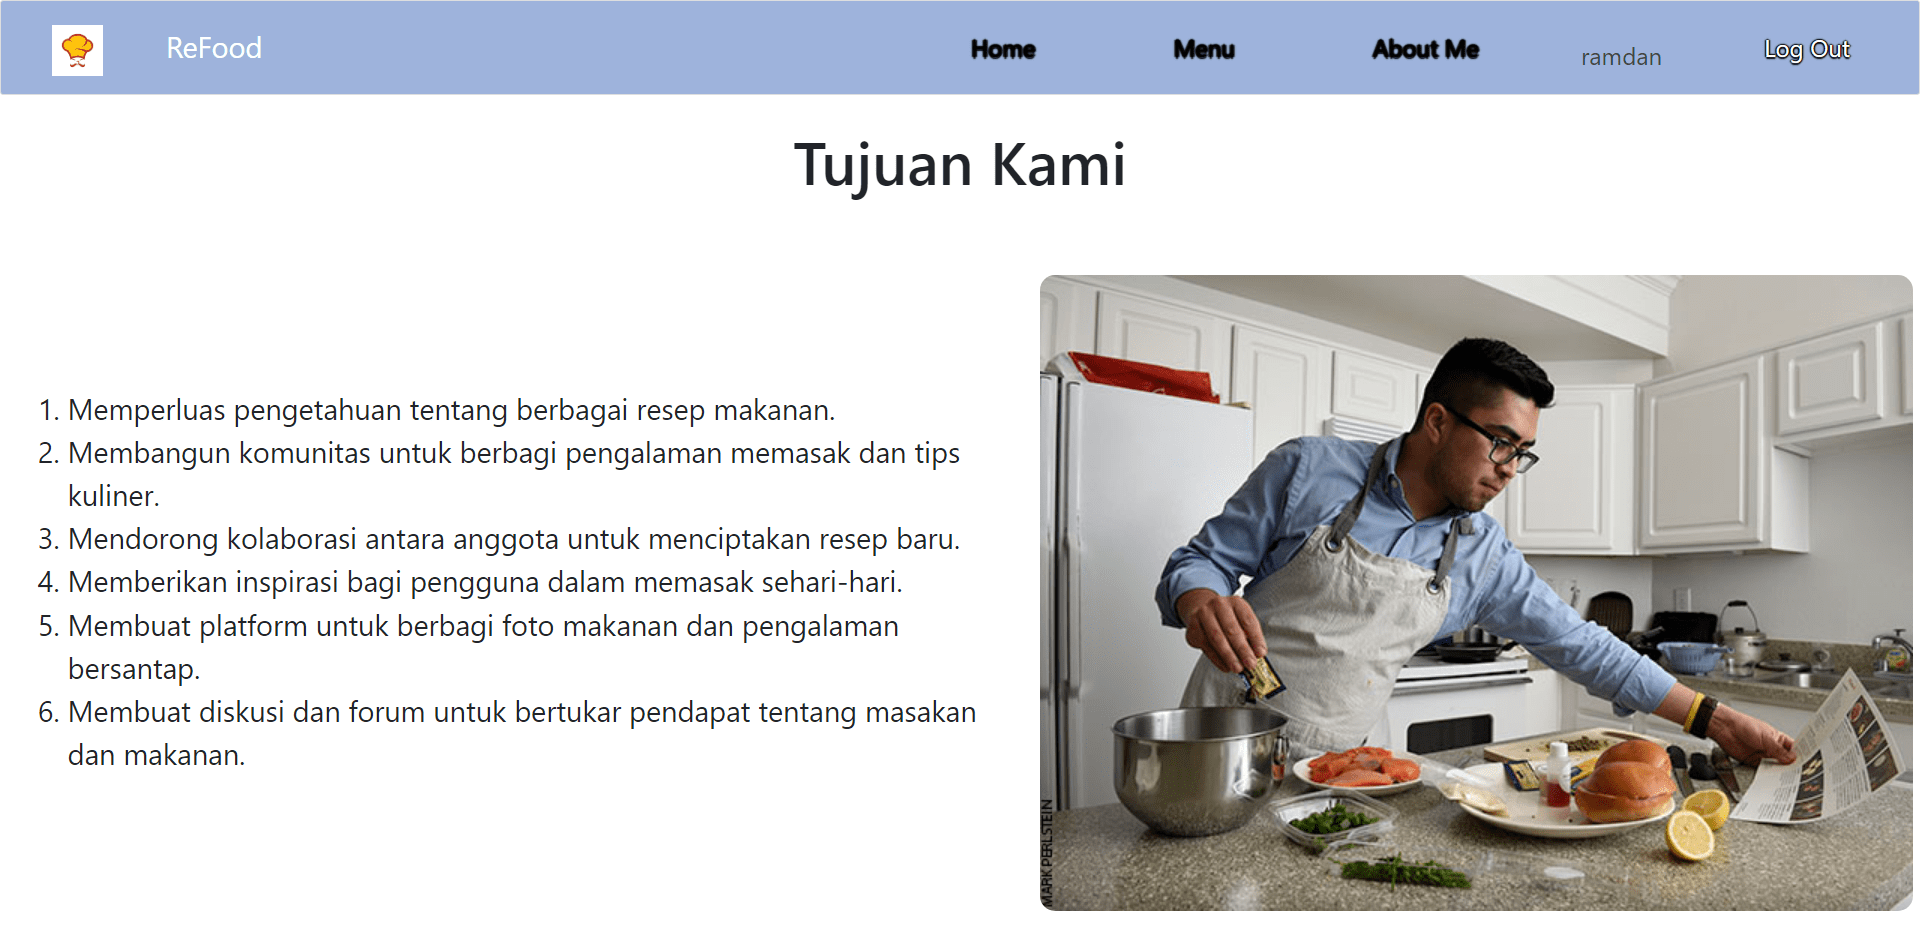 ReFood
Home
Menu
About Me
ramdan
Log Out
Tujuan Kami
1. Memperluas pengetahuan tentang berbagai resep makanan.
2. Membangun komunitas untuk berbagi pengalaman memasak dan tips
kuliner.
3. Mendorong kolaborasi antara anggota untuk menciptakan resep baru.
4. Memberikan inspirasi bagi pengguna dalam memasak sehari-hari.
5. Membuat platform untuk berbagi foto makanan dan pengalaman
bersantap.
6. Membuat diskusi dan forum untuk bertukar pendapat tentang masakan
dan makanan.
MARK PERLSTEIN